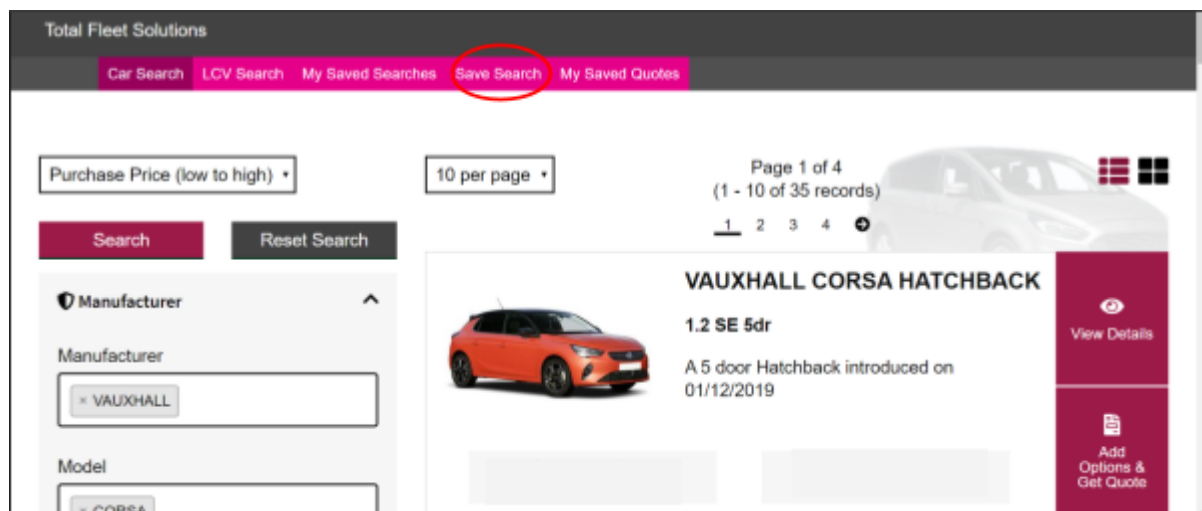 Total Fleet Solutions
Car Search LCV Search My Saved Searches Save Search My Saved Quotes
Purchase Price (low to high)
10 per page
Page 1 of 4
(1 - 10 of 35 records)
1 2 3 4
Search
Reset Search
Manufacturer
Manufacturer
× VAUXHALL
Model
× CORSA
VAUXHALL CORSA HATCHBACK
1.2 SE 5dr
A 5 door Hatchback introduced on
01/12/2019
View Details
Add
Options &
Get Quote